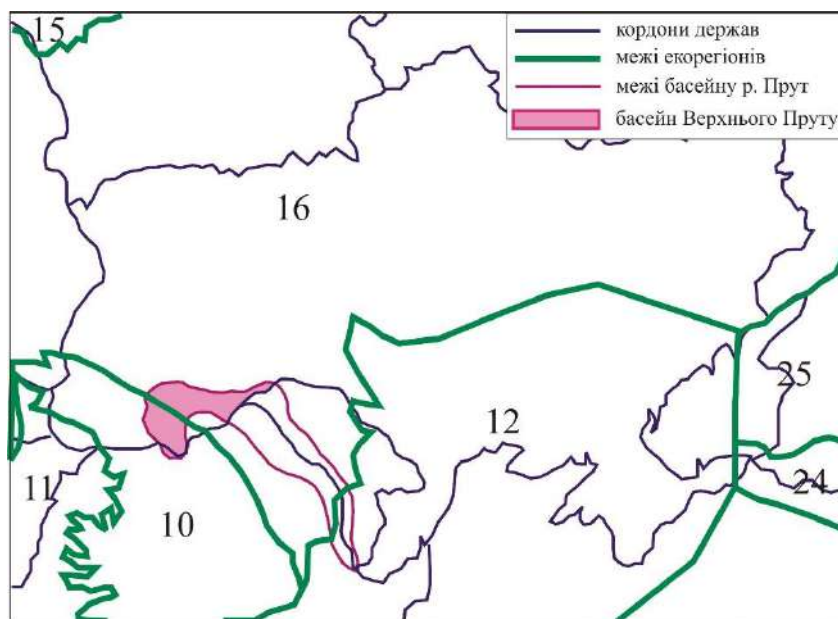 15
кордони держав
межі екорегіонів
межі басейну р. Прут
басейн Верхнього Пруту
16
25
12
11
24
10